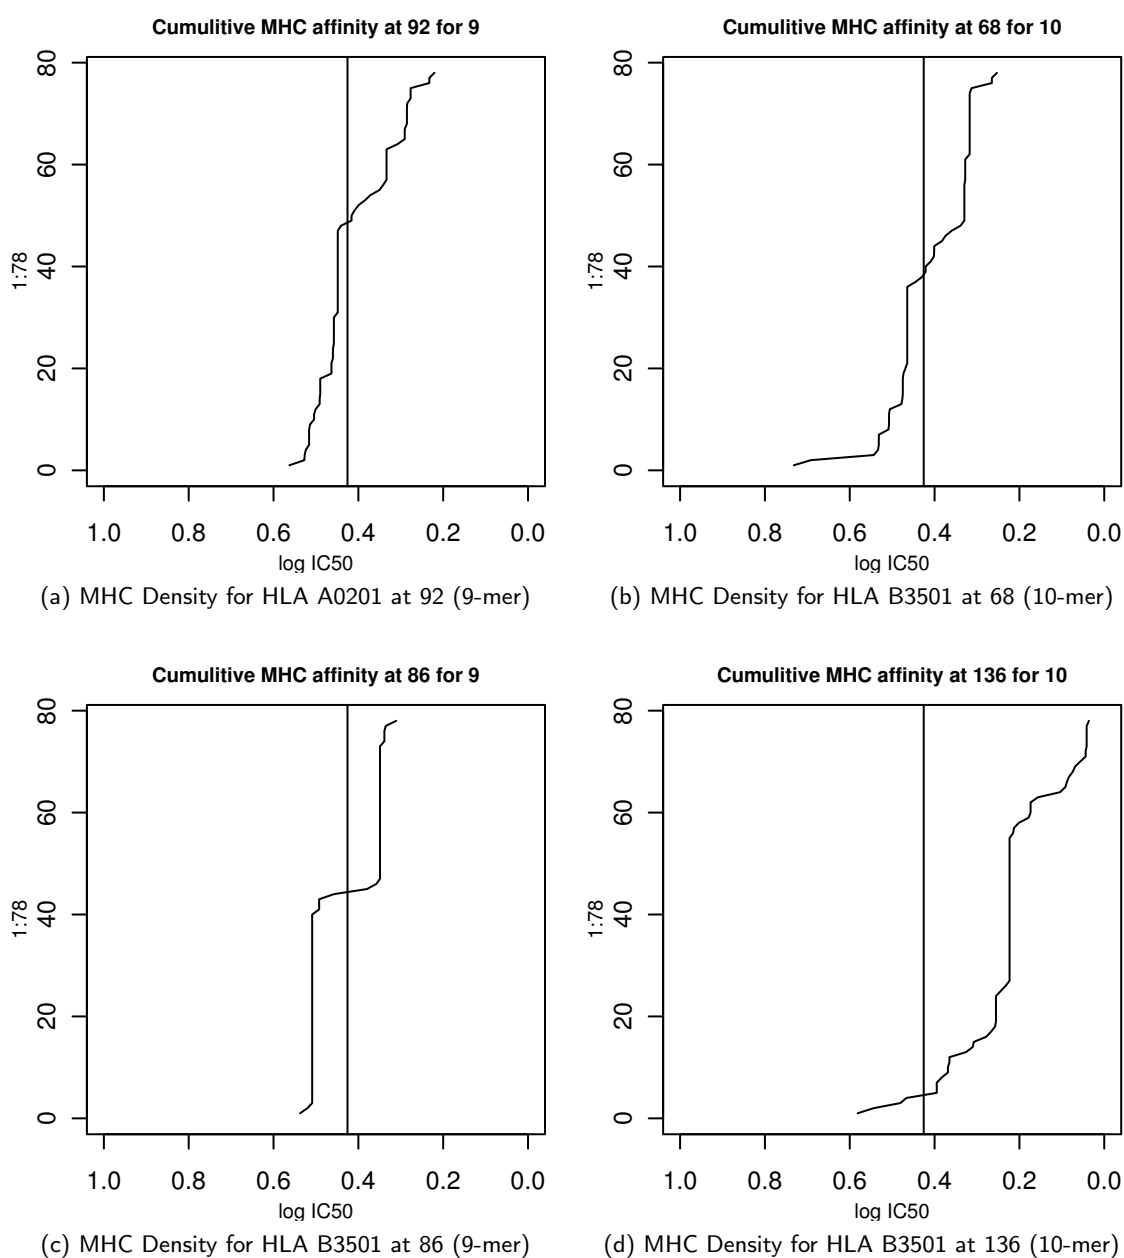 Cumulitive MHC affinity at 92 for 9
80
60
40
20
0
1:78
1.0 0.8 0.6 0.4 0.2 0.0
log IC50
(a) MHC Density for HLA A0201 at 92 (9-mer)
Cumulitive MHC affinity at 68 for 10
80
60
40
20
0
1:78
1.0 0.8 0.6 0.4 0.2 0.0
log IC50
(b) MHC Density for HLA B3501 at 68 (10-mer)
Cumulitive MHC affinity at 86 for 9
80
60
40
20
0
1:78
1.0 0.8 0.6 0.4 0.2 0.0
log IC50
(c) MHC Density for HLA B3501 at 86 (9-mer)
Cumulitive MHC affinity at 136 for 10
80
60
40
20
0
1:78
1.0 0.8 0.6 0.4 0.2 0.0
log IC50
(d) MHC Density for HLA B3501 at 136 (10-mer)